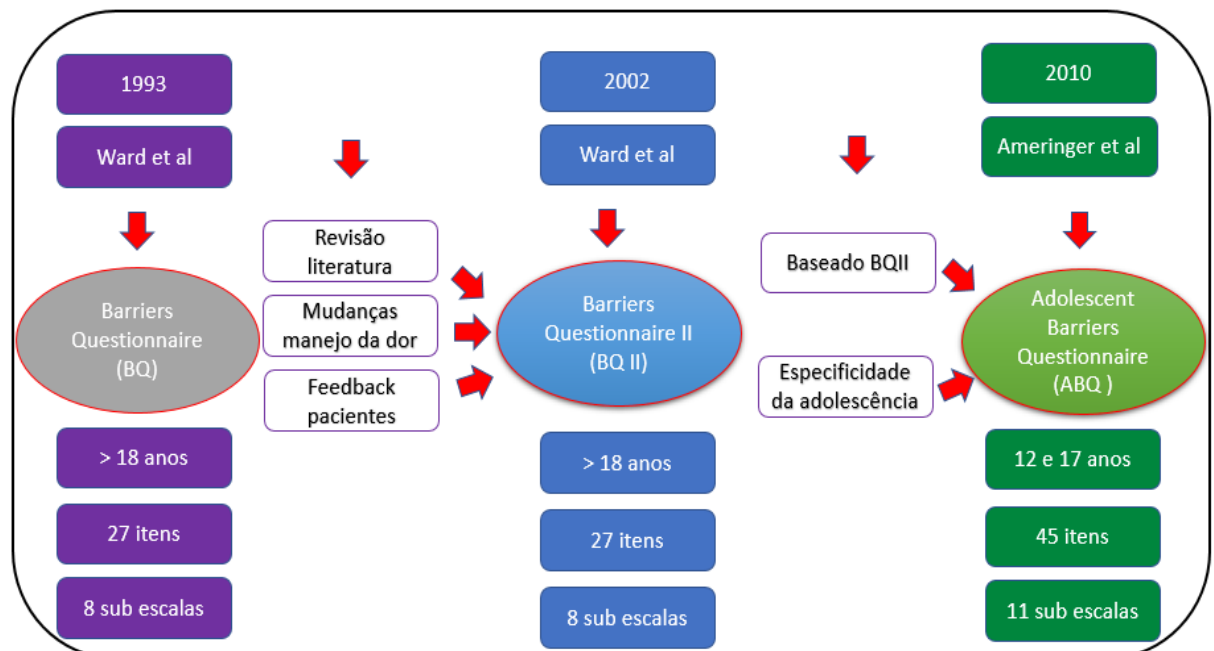 1993
Ward et al
Barriers
Questionnaire
(BQ)
> 18 anos
27 itens
8 sub escalas
Revisão
literatura
Mudanças
manejo da dor
Feedback
pacientes
2002
Ward et al
Barriers
Questionnaire II
(BQ II)
> 18 anos
27 itens
8 sub escalas
Baseado BQII
Especificidade
da adolescência
2010
Ameringer et al
Adolescent
Barriers
Questionnaire
(ABQ )
12 e 17 anos
45 itens
11 sub escalas